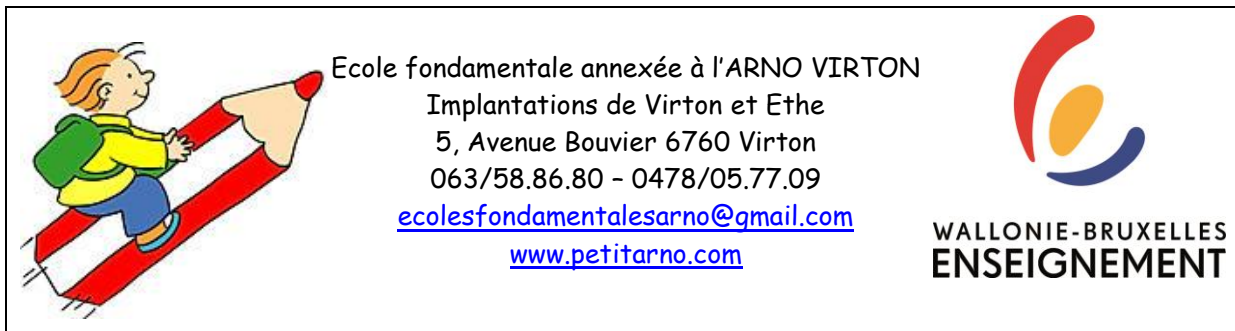 Ecole fondamentale annexée à l'ARNO VIRTON
Implantations de Virton et Ethe
5, Avenue Bouvier 6760 Virton
063/58.86.80 – 0478/05.77.09
ecolesfondamentalesarno@gmail.com
www.petitarno.com
WALLONIE-BRUXELLES
ENSEIGNEMENT